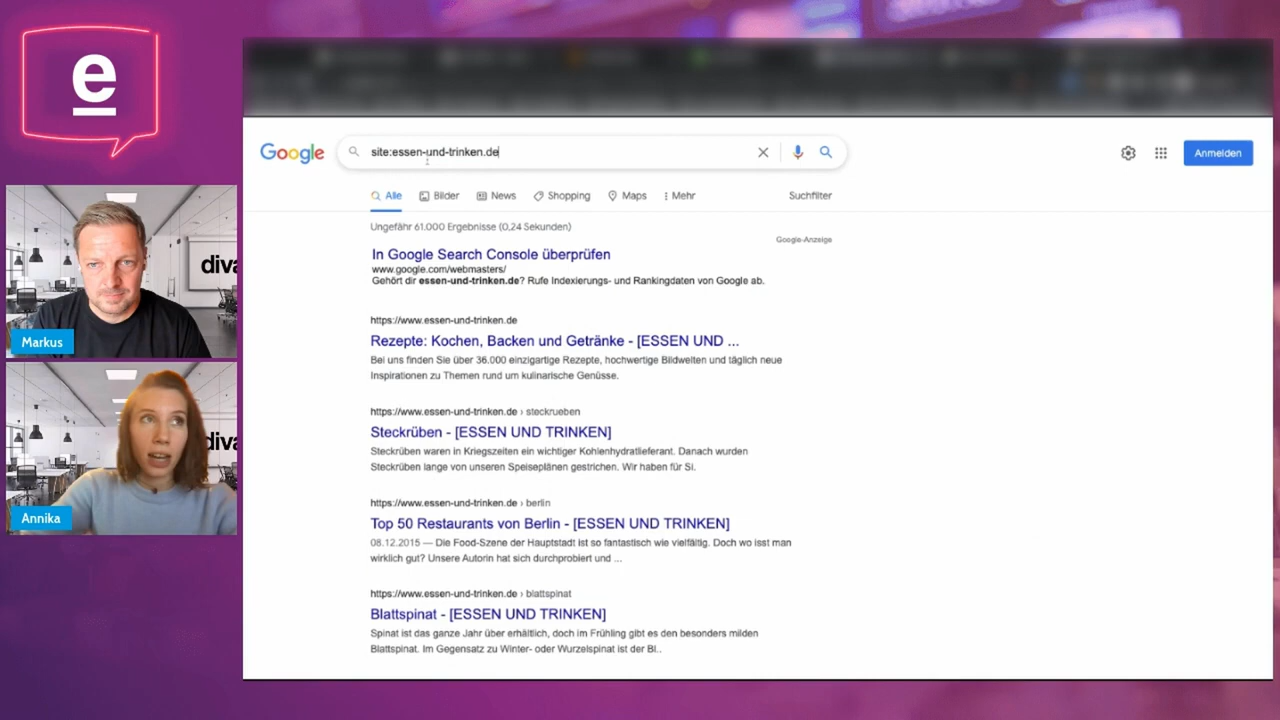 e
diva
Markus
diva
Annika
Google
site:essen-und-trinken.de
Anmelden
Alle
Bilder
News
Shopping
Maps
Mehr
Suchfilter
Ungefähr 61.000 Ergebnisse (0,24 Sekunden)
Google-Anzeige
In Google Search Console überprüfen
www.google.com/webmasters/
Gehört dir essen-und-trinken.de? Rufe Indexierungs- und Rankingdaten von Google ab.
https://www.essen-und-trinken.de
Rezepte: Kochen, Backen und Getränke - [ESSEN UND ...
Bei uns finden Sie über 36.000 einzigartige Rezepte, hochwertige Bildwelten und täglich neue
Inspirationen zu Themen rund um kulinarische Genüsse.
https://www.essen-und-trinken.de › steckrueben
Steckrüben - [ESSEN UND TRINKEN]
Steckrüben waren in Kriegszeiten ein wichtiger Kohlenhydratlieferant. Danach wurden
Steckrüben lange von unseren Speiseplänen gestrichen. Wir haben für Si.
https://www.essen-und-trinken.de › berlin
Top 50 Restaurants von Berlin - [ESSEN UND TRINKEN]
08.12.2015 — Die Food-Szene der Hauptstadt ist so fantastisch wie vielfältig. Doch wo isst man
wirklich gut? Unsere Autorin hat sich durchprobiert und ...
https://www.essen-und-trinken.de › blattspinat
Blattspinat - [ESSEN UND TRINKEN]
Spinat ist das ganze Jahr über erhältlich, doch im Frühling gibt es den besonders milden
Blattspinat. Im Gegensatz zu Winter- oder Wurzelspinat ist der Bl..